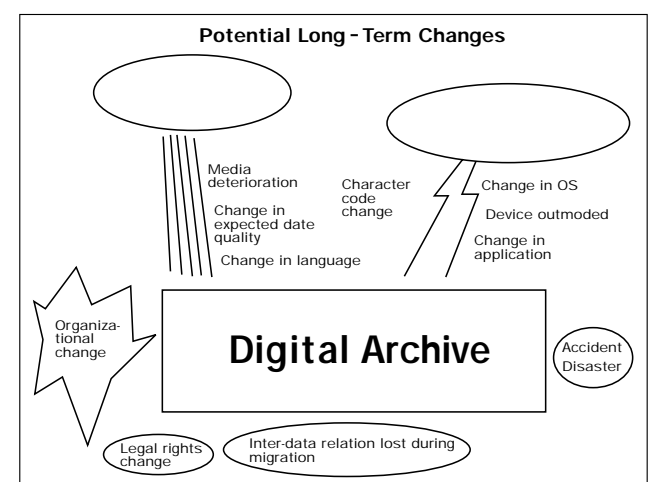 Potential Long-Term Changes
Media
deterioration
Change in
expected date
quality
Change in language
Character
code
change
Change in OS
Device outmoded
Change in
application
Organiza-
tional
change
Digital Archive
Accident
Disaster
Legal rights
change
Inter-data relation lost during
migration